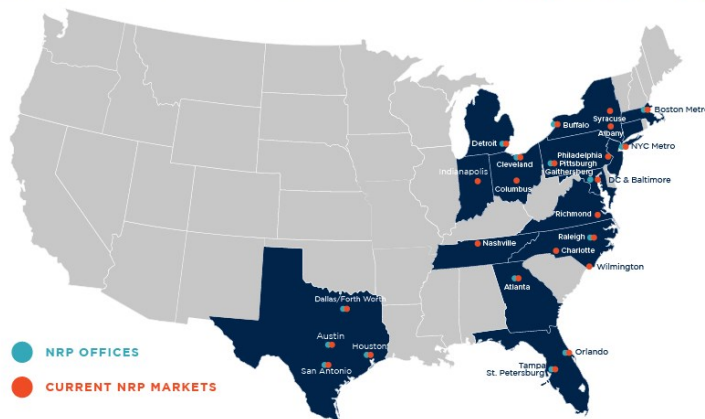 Boston Metro
Syracuse
Buffalo
Albany
Detroit
NYC Metro
Cleveland
Philadelphia
Pittsburgh
Indianapolis
Gaithersburg
DC & Baltimore
Columbus
Richmond
Raleigh
Nashville
Charlotte
Wilmington
Atlanta
Dallas/Forth Worth
Austin
Houston
Orlando
NRP OFFICES
Tampa
St. Petersburg
San Antonio
CURRENT NRP MARKETS